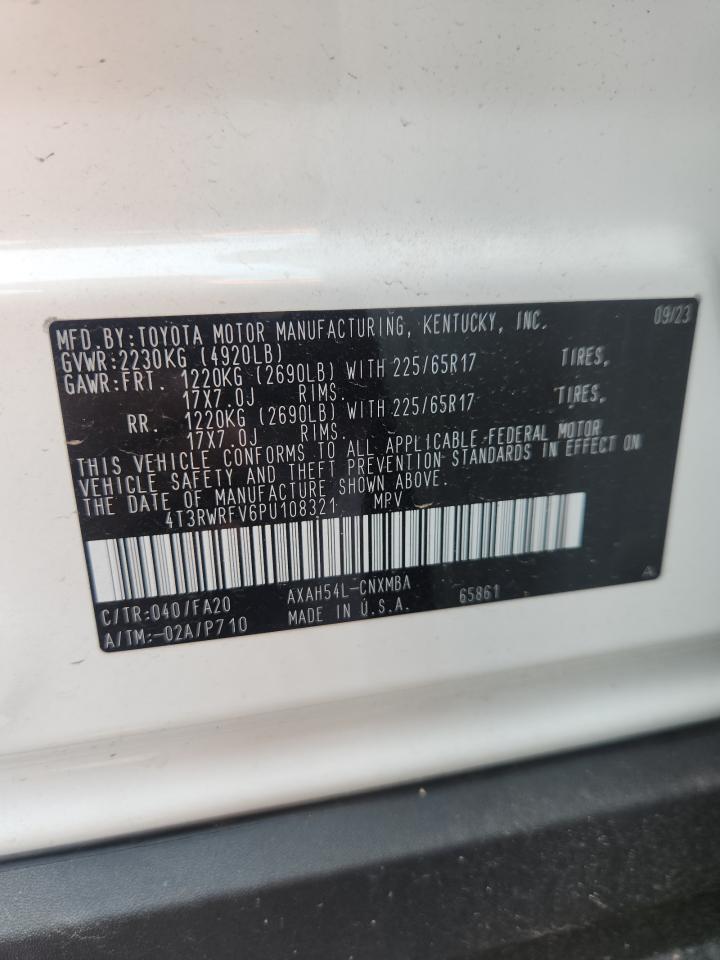 MFD.BY:TOYOTA MOTOR MANUFACTURING, KENTUCKY, INC. 09/23
GVWR:2230KG (4920LB)
GAWR:FRT. 1220KG (2690LB) WITH 225/65R17 TIRES,
17X7.0J RIMS.
RR. 1220KG (2690LB) WITH 225/65R17 TIRES,
17X7.0J RIMS.
THIS VEHICLE CONFORMS TO ALL APPLICABLE FEDERAL MOTOR
VEHICLE SAFETY AND THEFT PREVENTION STANDARDS IN EFFECT ON
THE DATE OF MANUFACTURE SHOWN ABOVE.
4T3RWRFV6PU108321 MPV
C/TR:040/FA20 AXAH54L-CNXMBA 65861 A
A/TM:-02A/P710 MADE IN U.S.A.